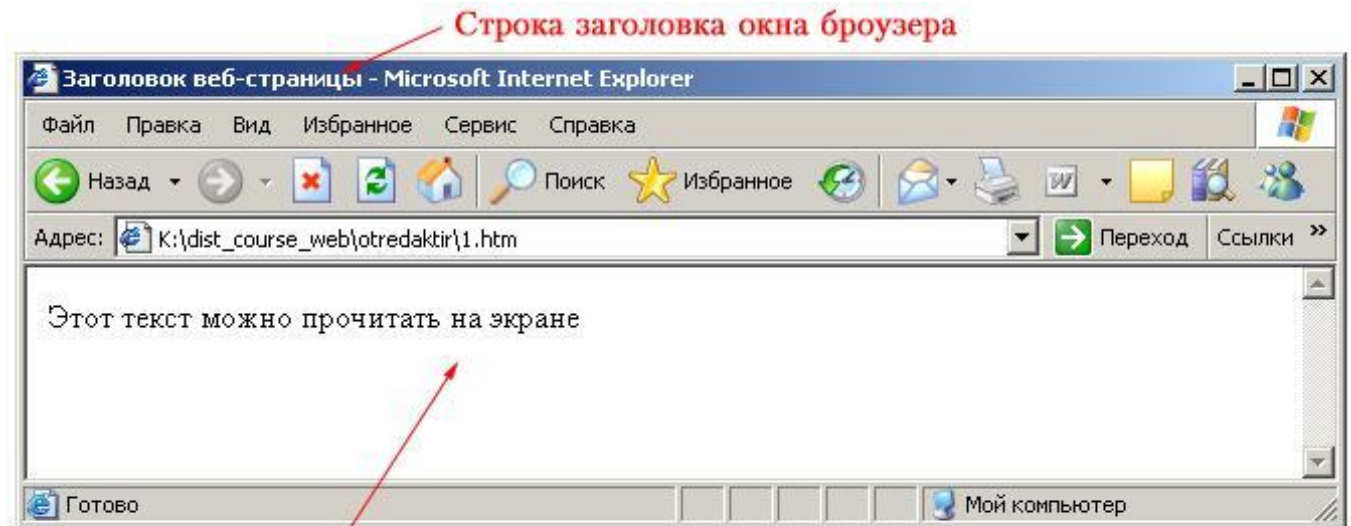 Строка заголовка окна броузера
Заголовок веб-страницы - Microsoft Internet Explorer
Файл Правка Вид Избранное Сервис Справка
Назад Поиск Избранное W
Адрес: K:\dist_course_web\otredaktir\1.htm Переход Ссылки »
Этот текст можно прочитать на экране
Готово Мой компьютер